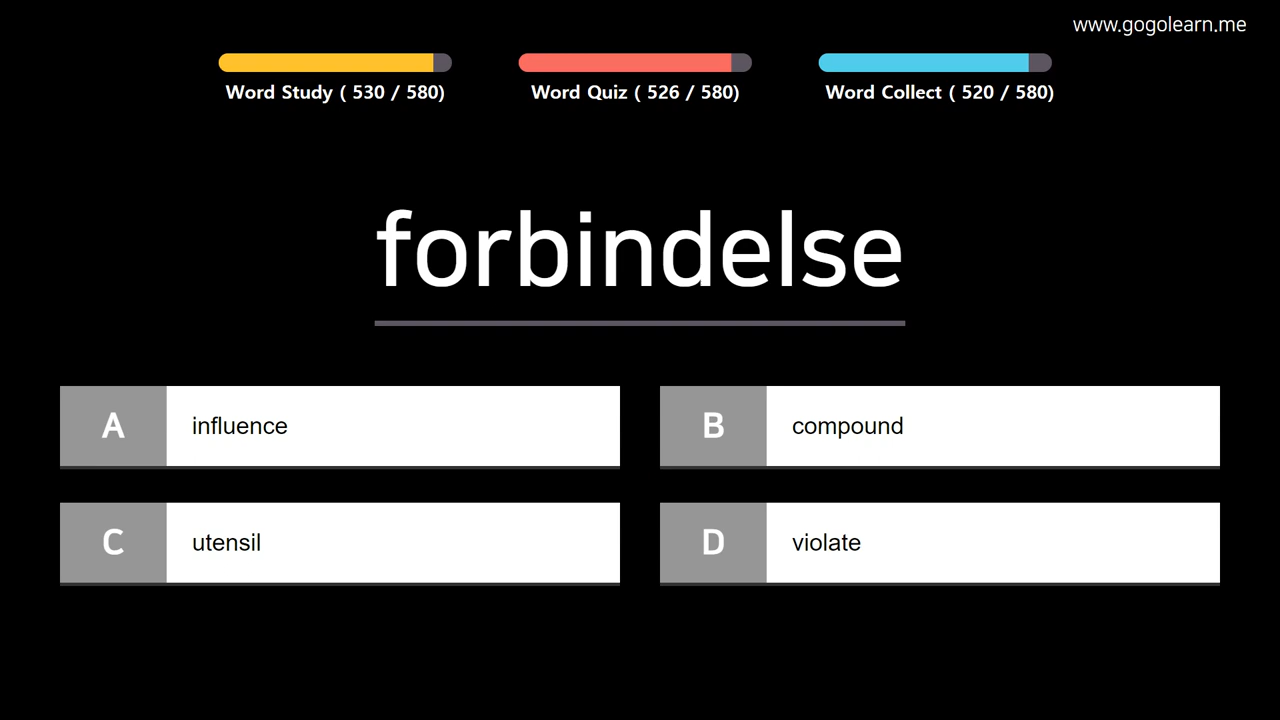 www.gogolearn.me
Word Study ( 530 / 580)
Word Quiz ( 526 / 580)
Word Collect ( 520 / 580)
forbindelse
A
influence
B
compound
C
utensil
D
violate